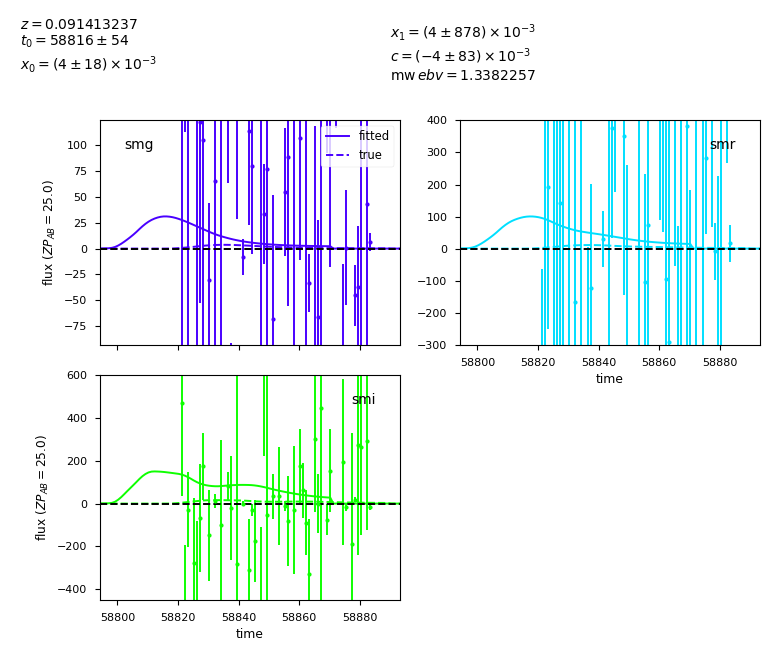 z = 0.091413237
t₀ = 58816 ± 54
x₀ = (4 ± 18) × 10⁻³
x₁ = (4 ± 878) × 10⁻³
c = (−4 ± 83) × 10⁻³
mw ebv = 1.3382257
smg
fitted
true
100
75
50
25
0
−25
−50
−75
flux (ZP_AB = 25.0)
smr
400
300
200
100
0
−100
−200
−300
58800 58820 58840 58860 58880
time
smi
600
400
200
0
−200
−400
flux (ZP_AB = 25.0)
58800 58820 58840 58860 58880
time